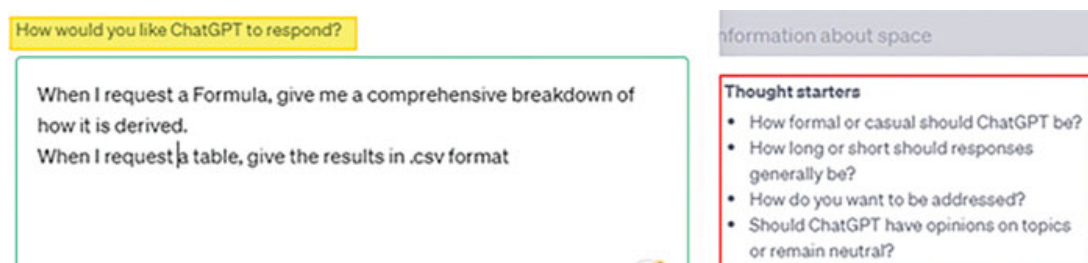 How would you like ChatGPT to respond?
When I request a Formula, give me a comprehensive breakdown of
how it is derived.
When I request a table, give the results in .csv format
nformation about space
Thought starters
• How formal or casual should ChatGPT be?
• How long or short should responses
generally be?
• How do you want to be addressed?
• Should ChatGPT have opinions on topics
or remain neutral?